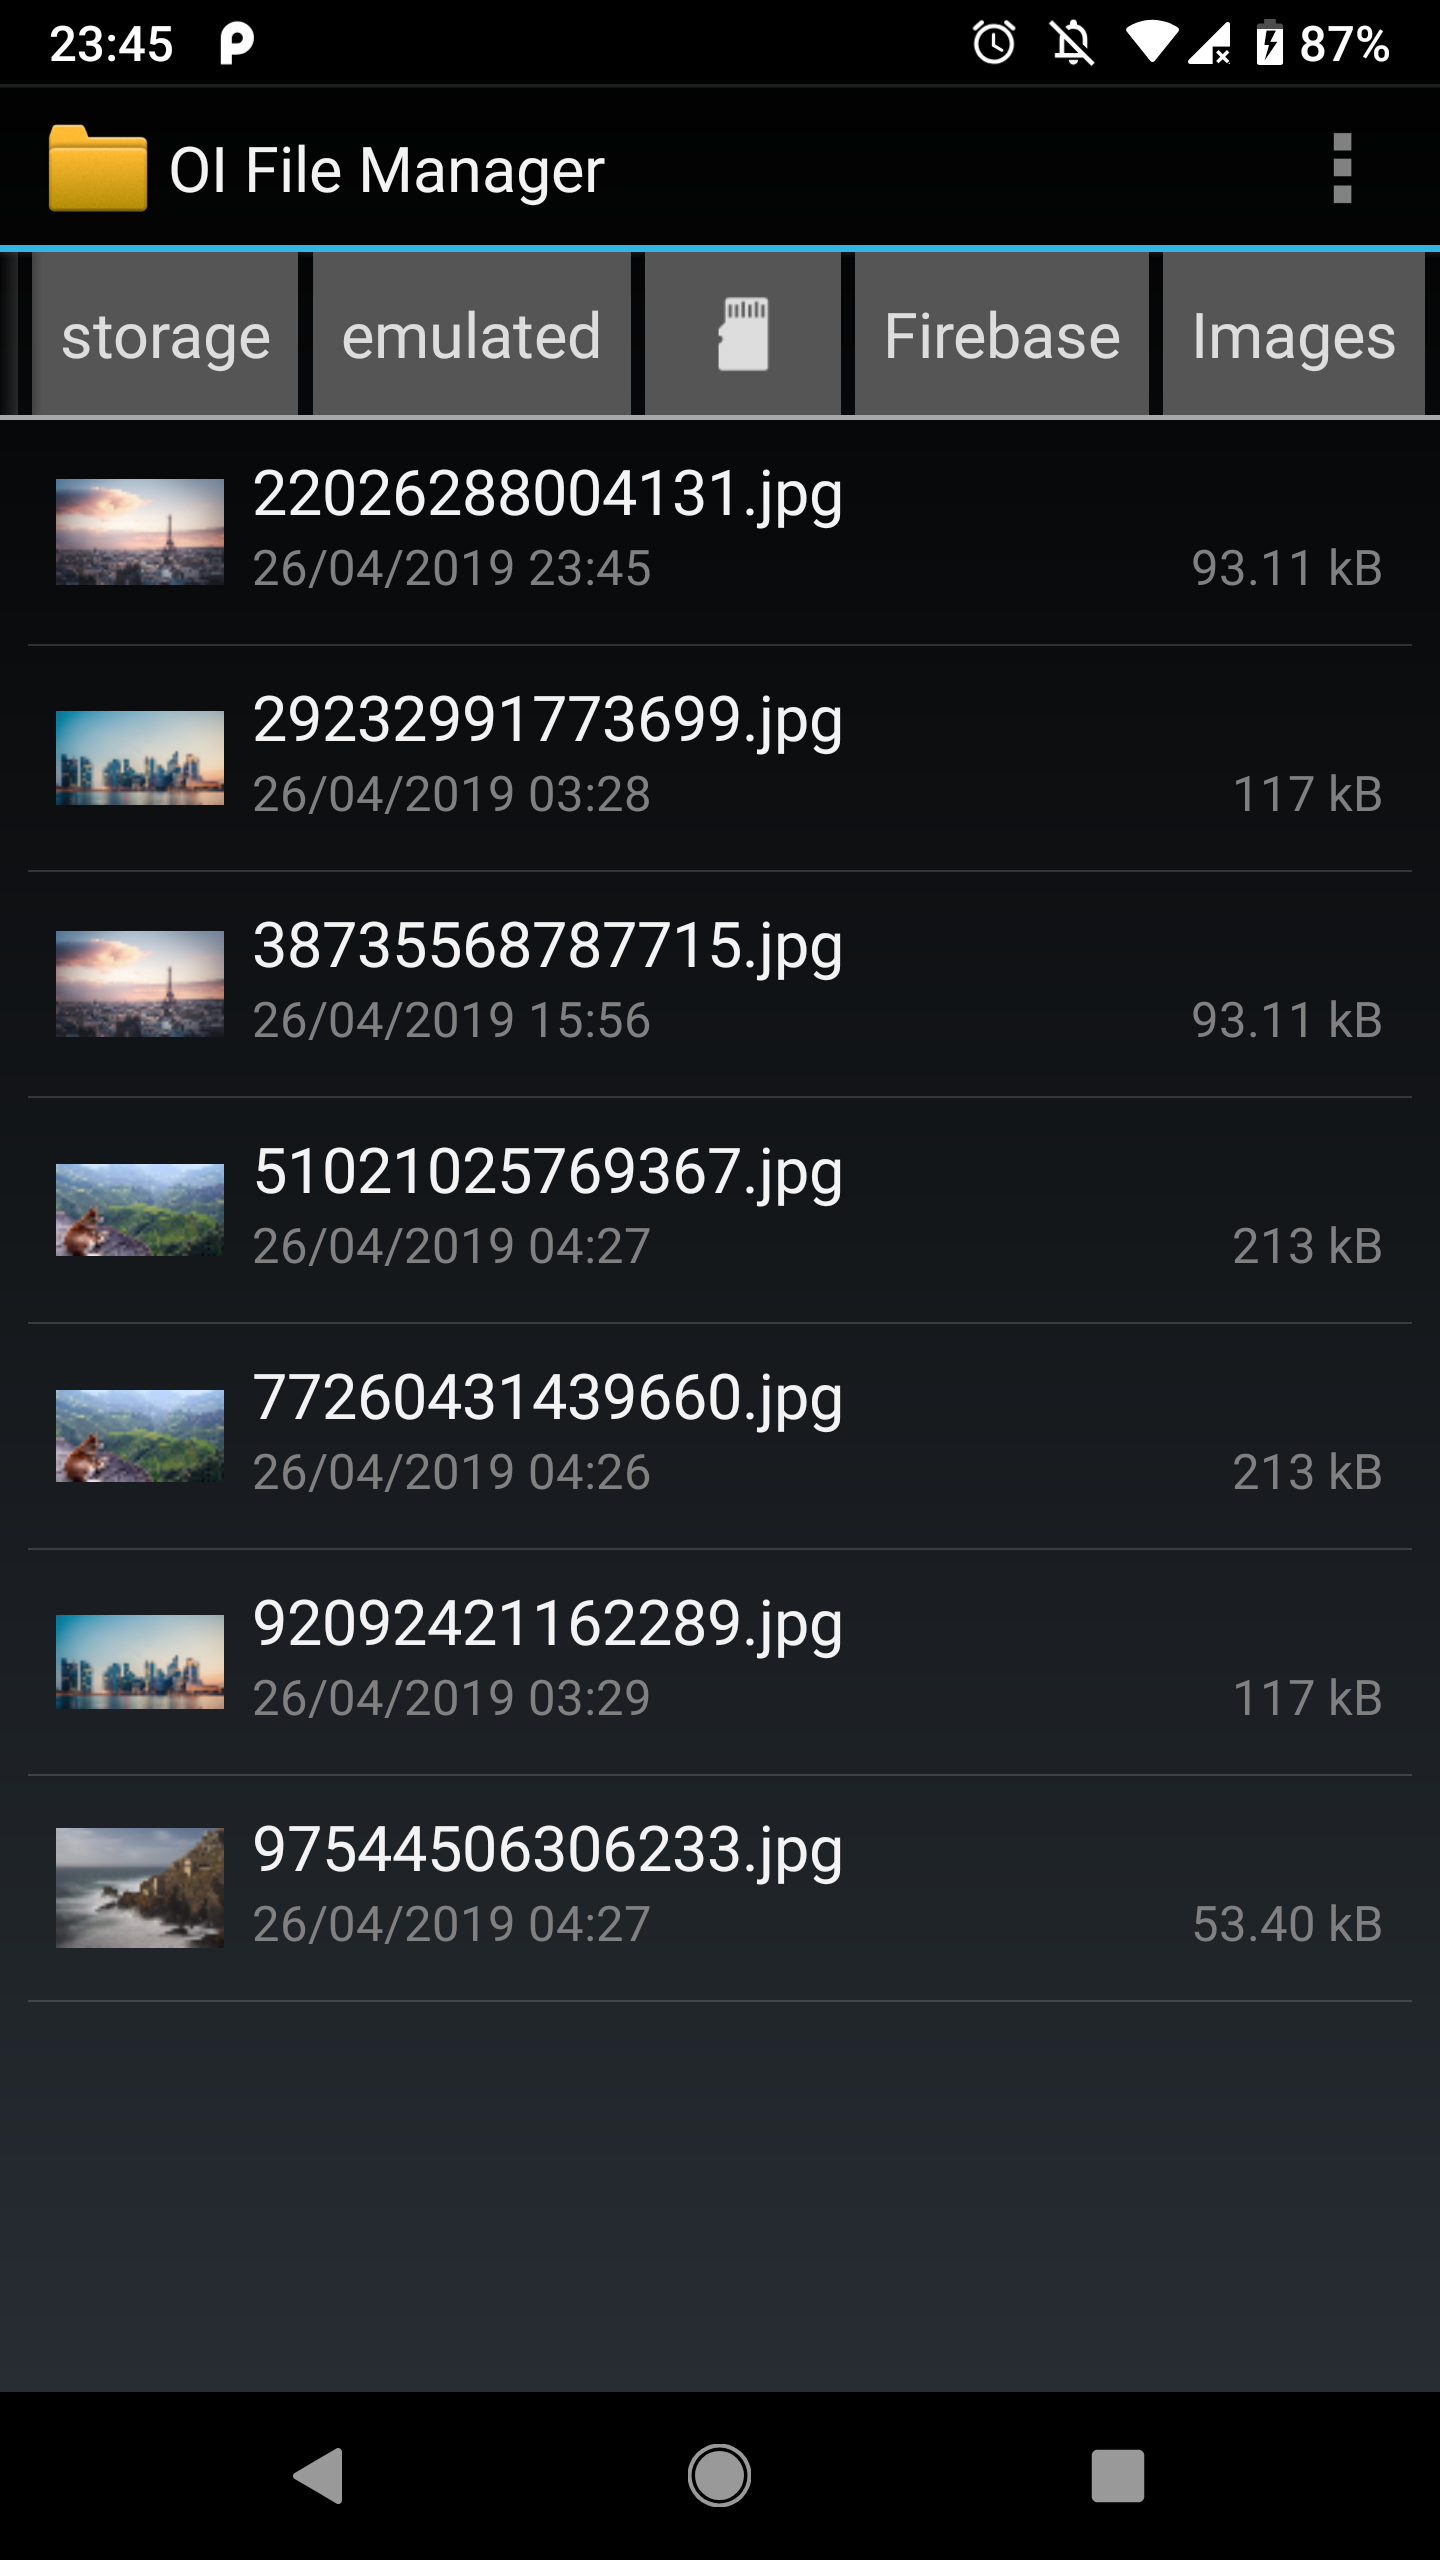 23:45 87%
OI File Manager
storage emulated Firebase Images
22026288004131.jpg
26/04/2019 23:45 93.11 kB
29232991773699.jpg
26/04/2019 03:28 117 kB
38735568787715.jpg
26/04/2019 15:56 93.11 kB
51021025769367.jpg
26/04/2019 04:27 213 kB
77260431439660.jpg
26/04/2019 04:26 213 kB
92092421162289.jpg
26/04/2019 03:29 117 kB
97544506306233.jpg
26/04/2019 04:27 53.40 kB